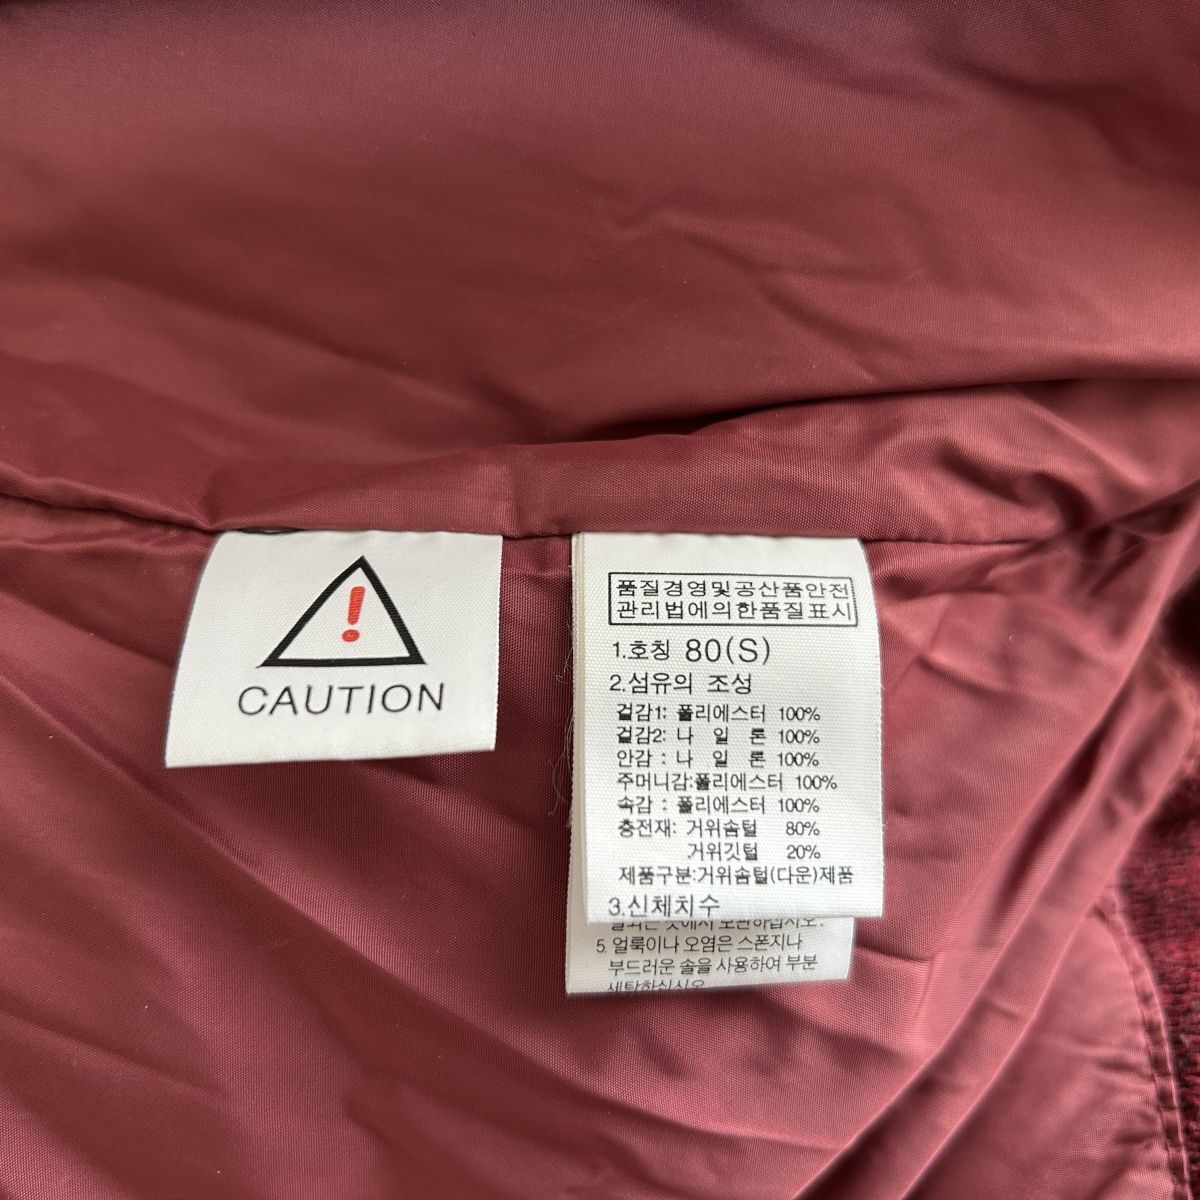 !
CAUTION
품질경영및공산품안전
관리법에의한품질표시
1.호칭 80(S)
2.섬유의 조성
겉감1: 폴리에스터 100%
겉감2: 나 일 론 100%
안감 : 나 일 론 100%
주머니감:폴리에스터 100%
속감 : 폴리에스터 100%
충전재: 거위솜털 80%
거위깃털 20%
제품구분:거위솜털(다운)제품
3.신체치수
5. 얼룩이나 오염은 스폰지나
부드러운 솔을 사용하여 부분
세탁하십시오